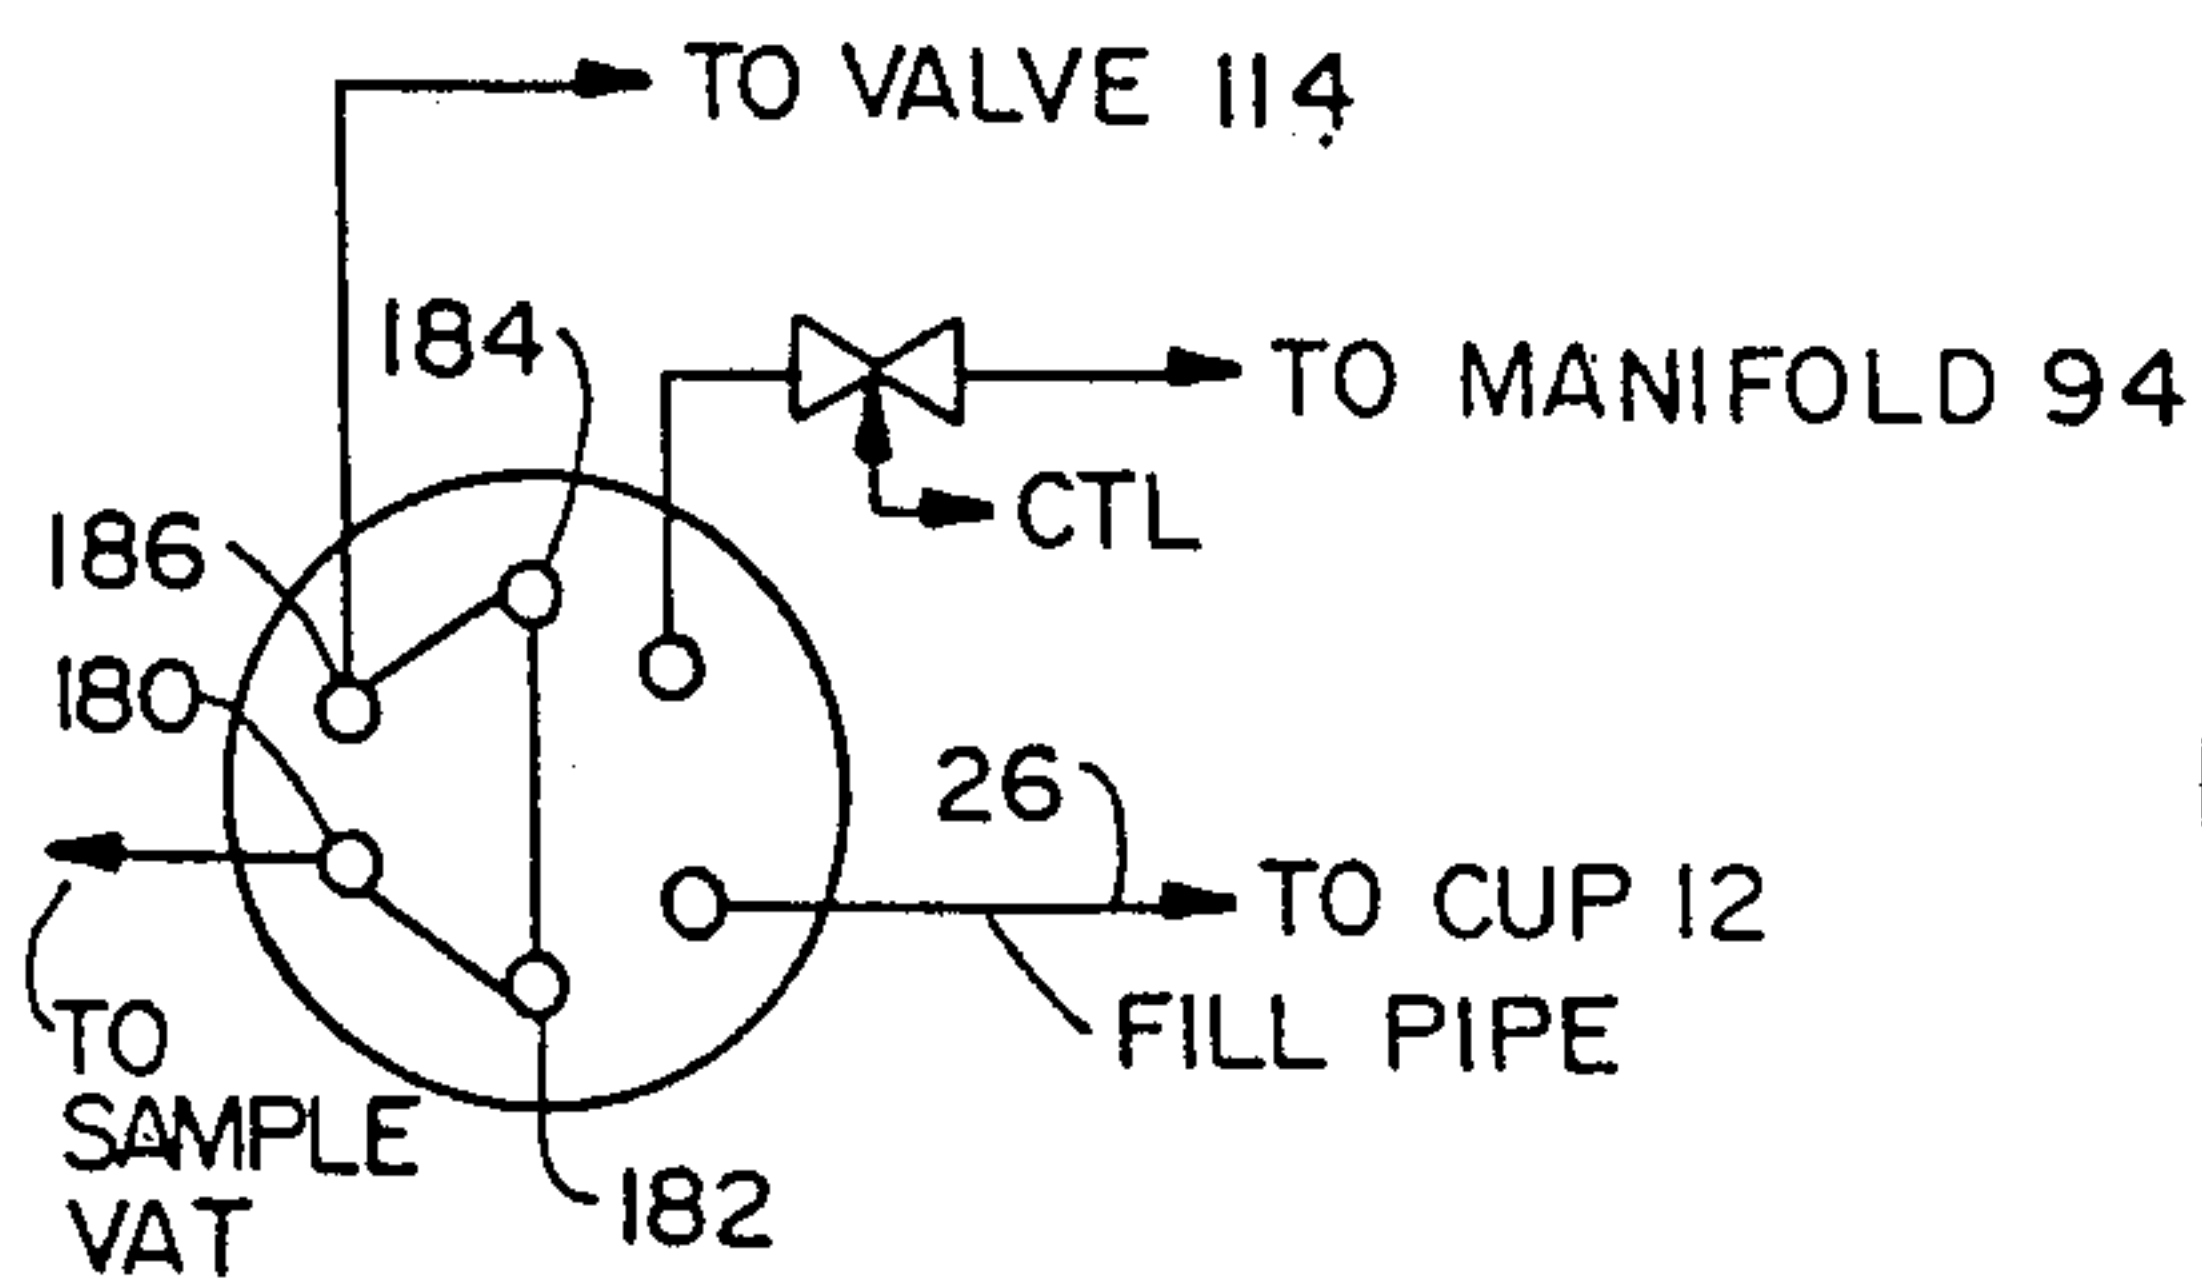 TO VALVE 114
184
TO MANIFOLD 94
CTL
186
180
26
TO CUP 12
FILL PIPE
TO
SAMPLE
VAT
182